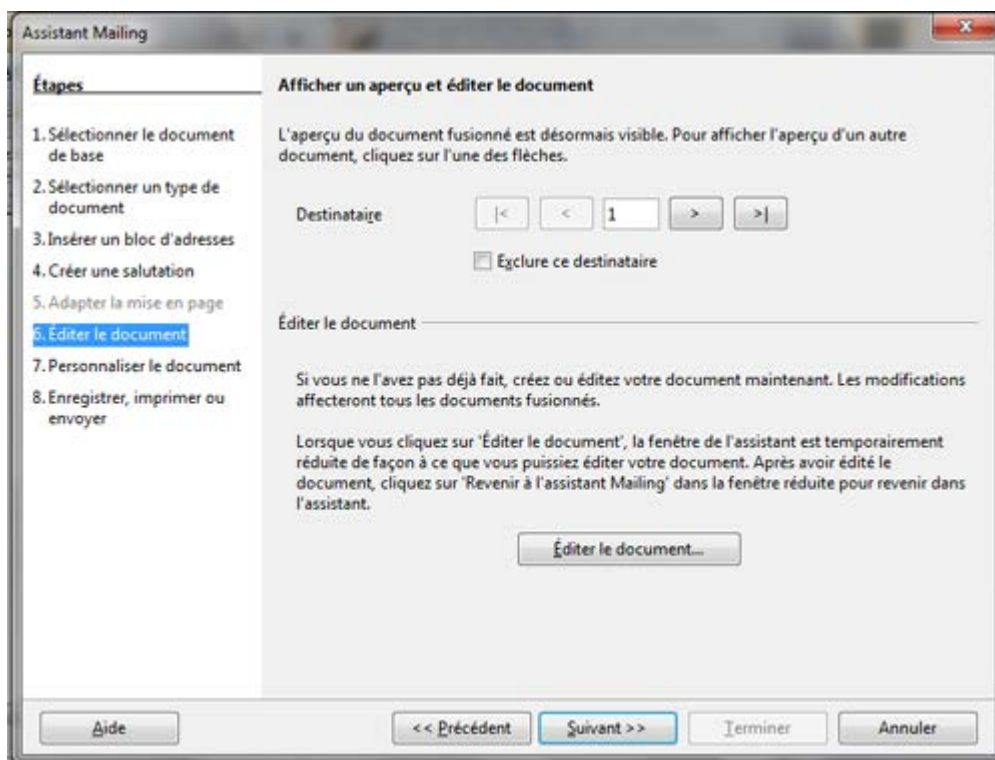 Assistant Mailing
Étapes
1. Sélectionner le document
de base
2. Sélectionner un type de
document
3. Insérer un bloc d'adresses
4. Créer une salutation
5. Adapter la mise en page
6. Éditer le document
7. Personnaliser le document
8. Enregistrer, imprimer ou
envoyer
Afficher un aperçu et éditer le document
L'aperçu du document fusionné est désormais visible. Pour afficher l'aperçu d'un autre
document, cliquez sur l'une des flèches.
Destinataire |< < 1 > >|
Exclure ce destinataire
Éditer le document
Si vous ne l'avez pas déjà fait, créez ou éditez votre document maintenant. Les modifications
affecteront tous les documents fusionnés.
Lorsque vous cliquez sur 'Éditer le document', la fenêtre de l'assistant est temporairement
réduite de façon à ce que vous puissiez éditer votre document. Après avoir édité le
document, cliquez sur 'Revenir à l'assistant Mailing' dans la fenêtre réduite pour revenir dans
l'assistant.
Éditer le document...
Aide << Précédent Suivant >> Terminer Annuler